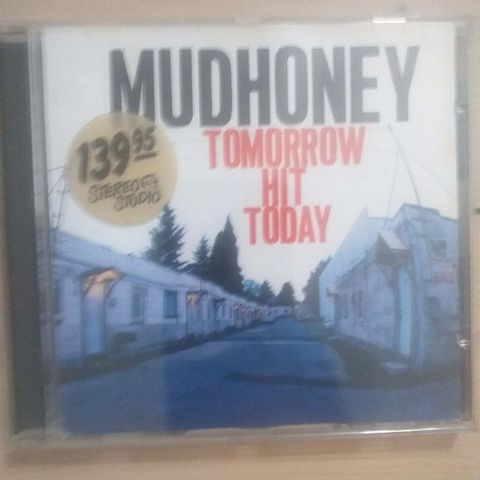 MUDHONEY
TOMORROW
HIT
TODAY
139 95
STEREO
STUDIO